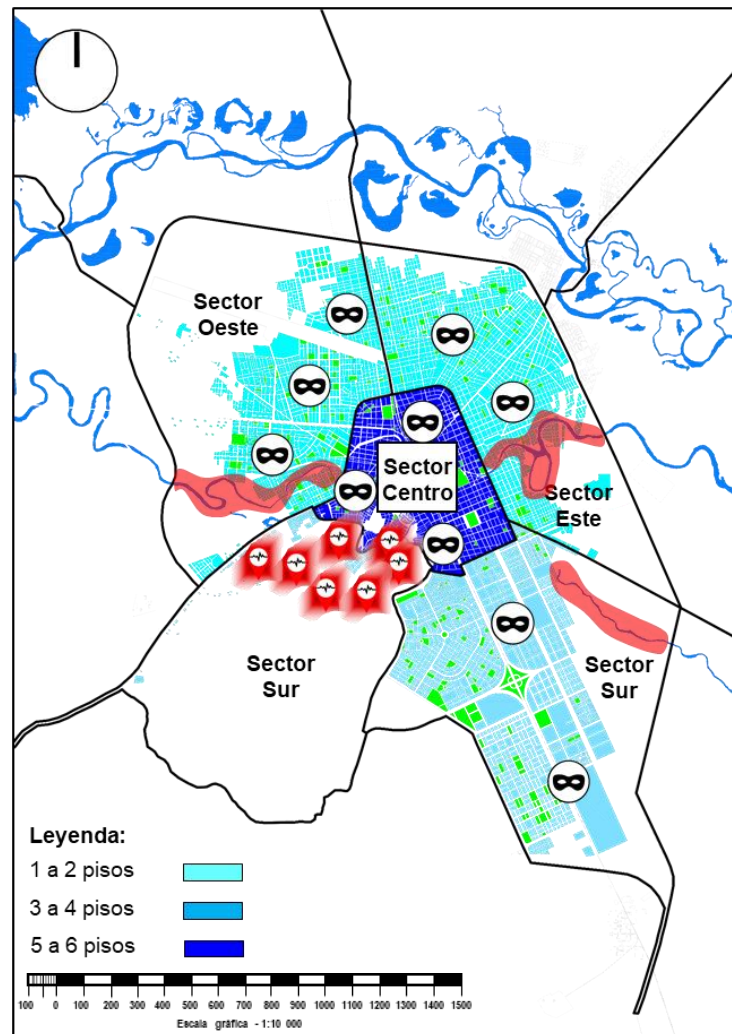 Sector
Oeste
Sector
Centro
Sector
Este
Sector
Sur
Sector
Sur
Leyenda:
1 a 2 pisos
3 a 4 pisos
5 a 6 pisos
100 0 100 200 300 400 500 600 700 800 900 1000 1100 1200 1300 1400 1500
Escala gráfica - 1:10 000